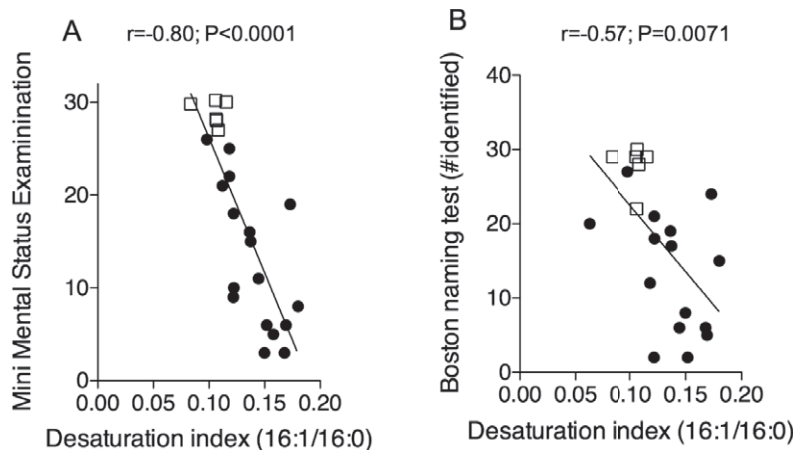 A
r=-0.80; P<0.0001
Mini Mental Status Examinination
30
20
10
0
0.00 0.05 0.10 0.15 0.20
Desaturation index (16:1/16:0)
B
r=-0.57; P=0.0071
Boston naming test (#identified)
40
30
20
10
0
0.00 0.05 0.10 0.15 0.20
Desaturation index (16:1/16:0)